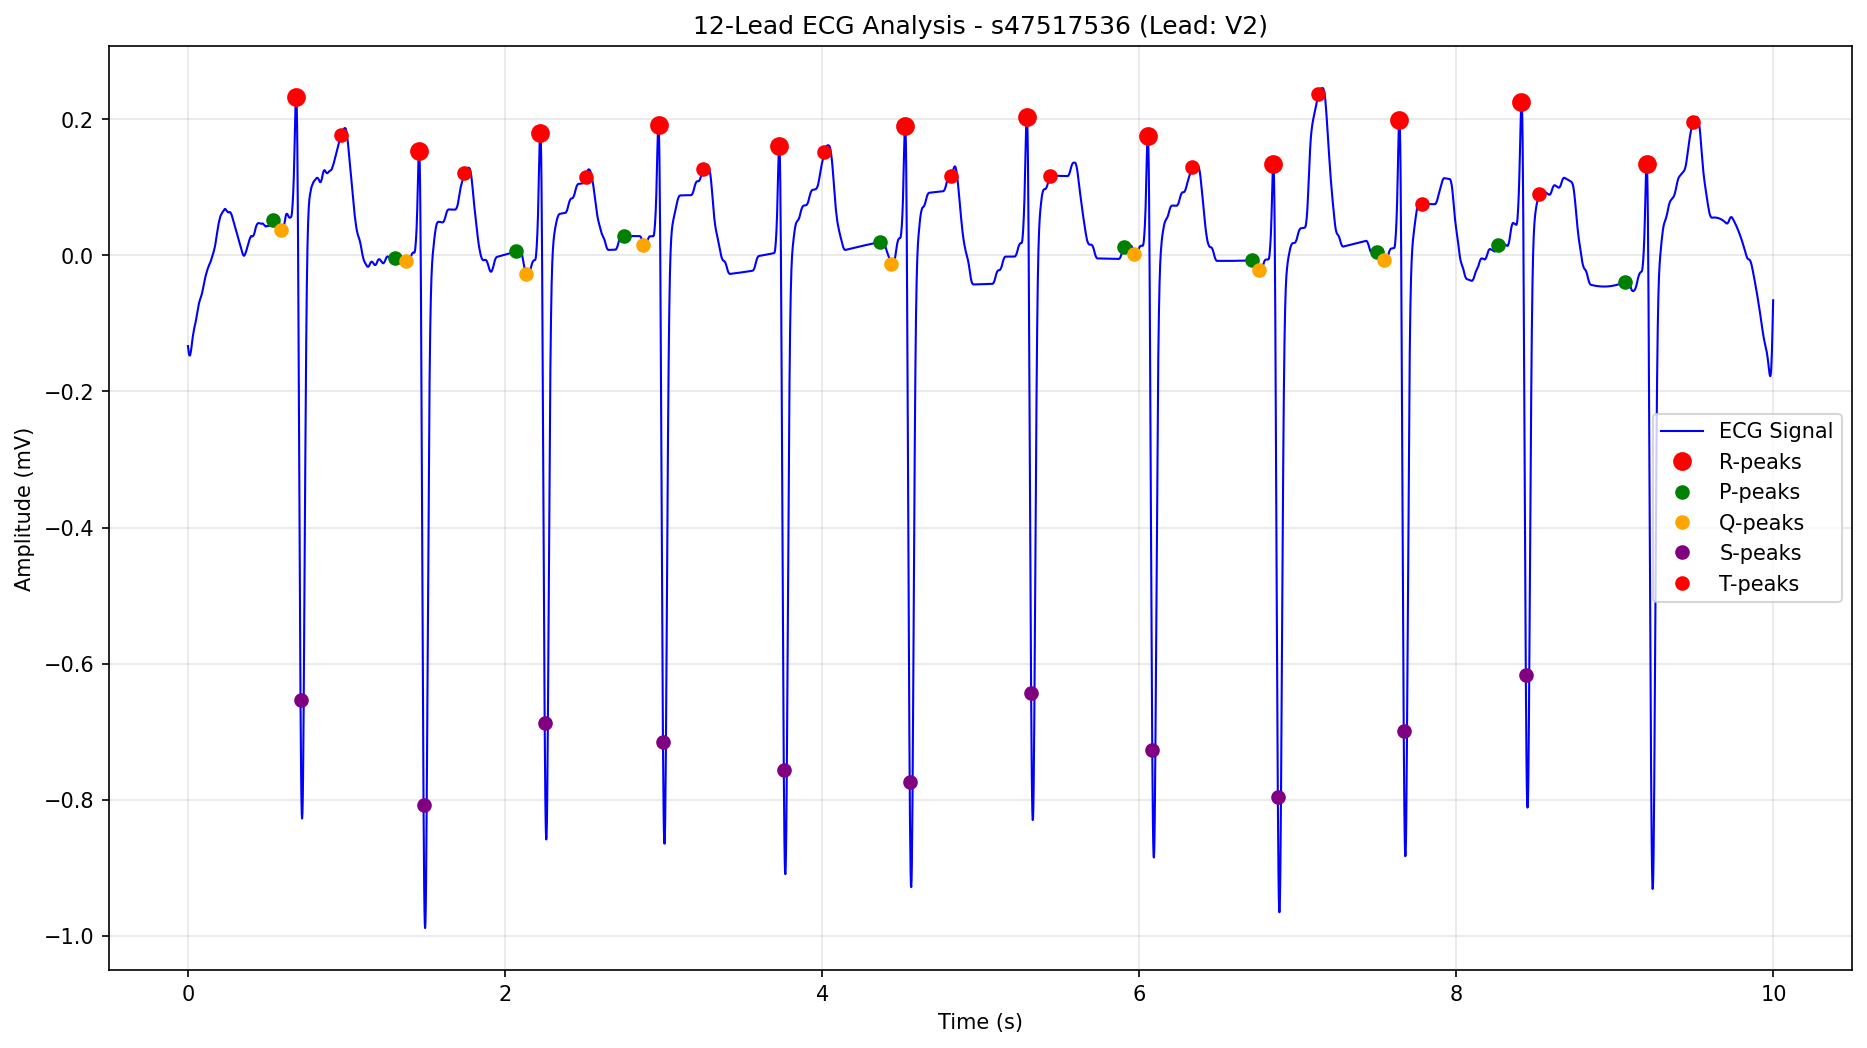 12-Lead ECG Analysis - s47517536 (Lead: V2)
Amplitude (mV)
0.2
0.0
−0.2
−0.4
−0.6
−0.8
−1.0
ECG Signal
R-peaks
P-peaks
Q-peaks
S-peaks
T-peaks
0 2 4 6 8 10
Time (s)